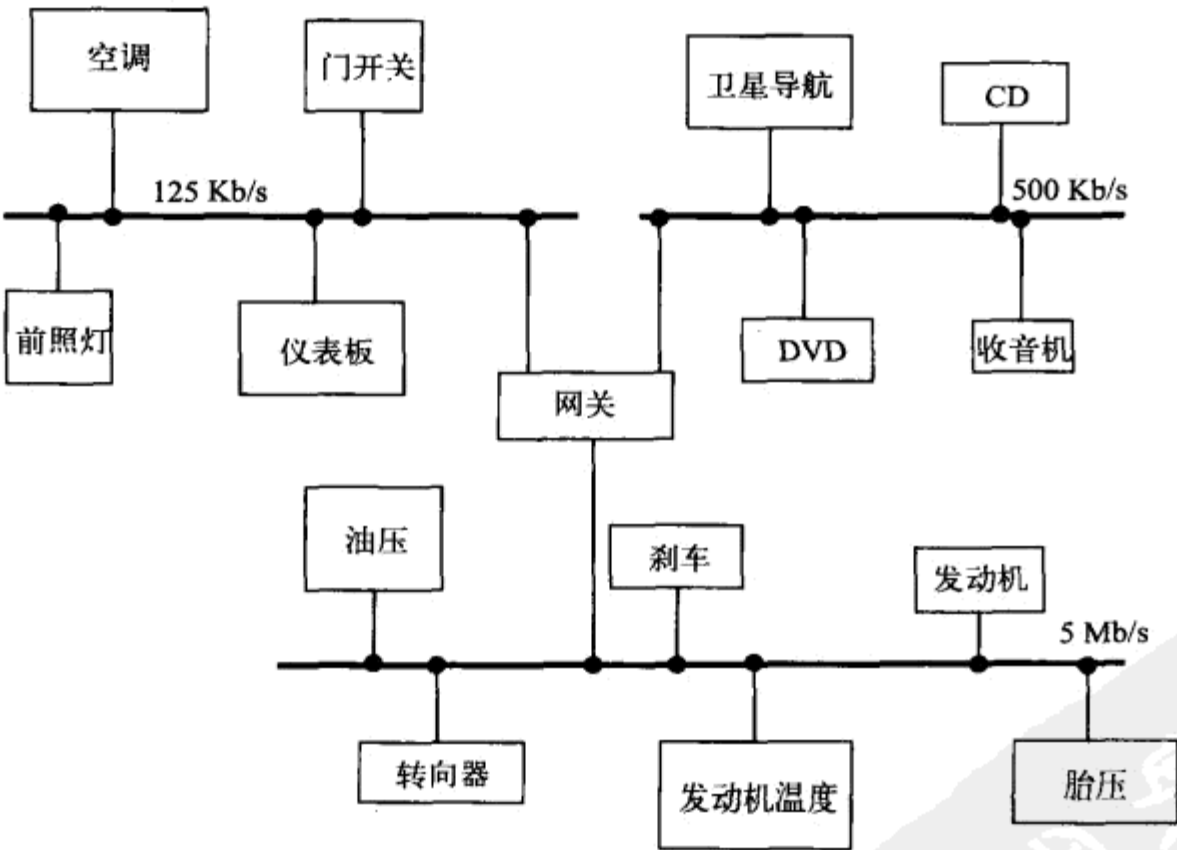 空调
门开关
卫星导航
CD
125 Kb/s
500 Kb/s
前照灯
仪表板
DVD
收音机
网关
油压
刹车
发动机
5 Mb/s
转向器
发动机温度
胎压